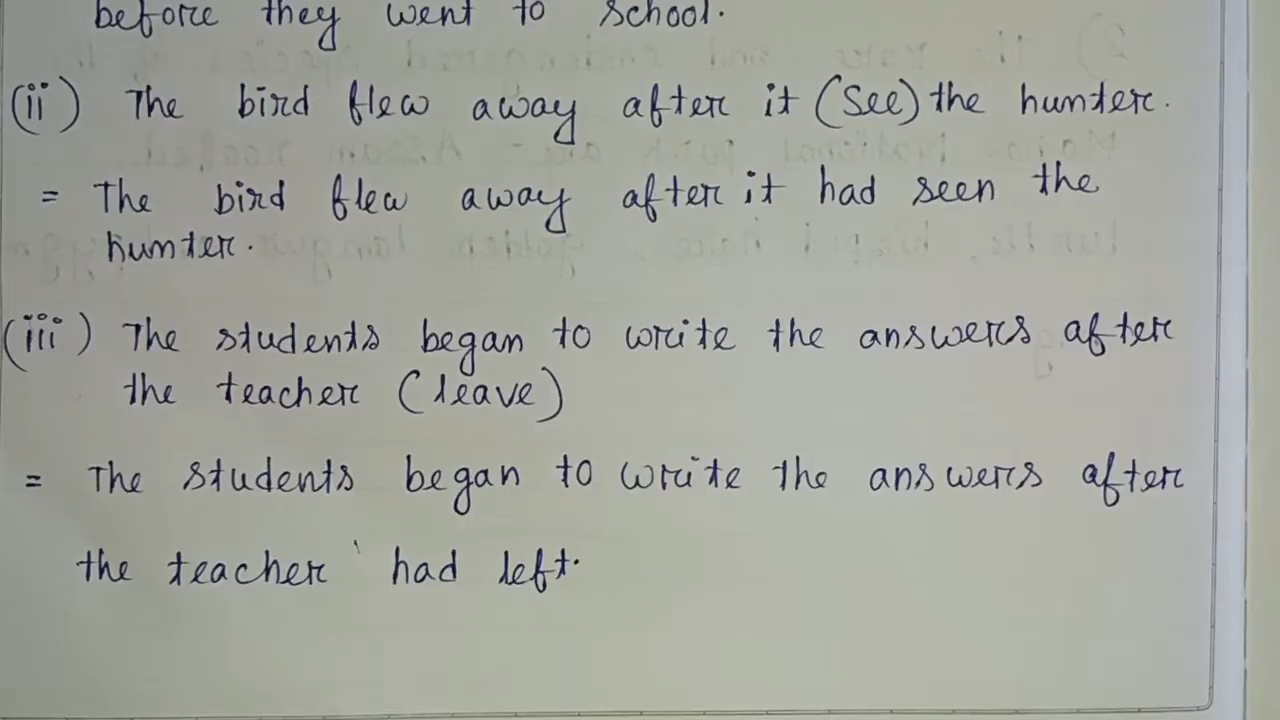 before they went to school.
(ii) The bird flew away after it (see) the hunter.
= The bird flew away after it had seen the
hunter.
(iii) The students began to write the answers after
the teacher (leave)
= The students began to write the answers after
the teacher had left.